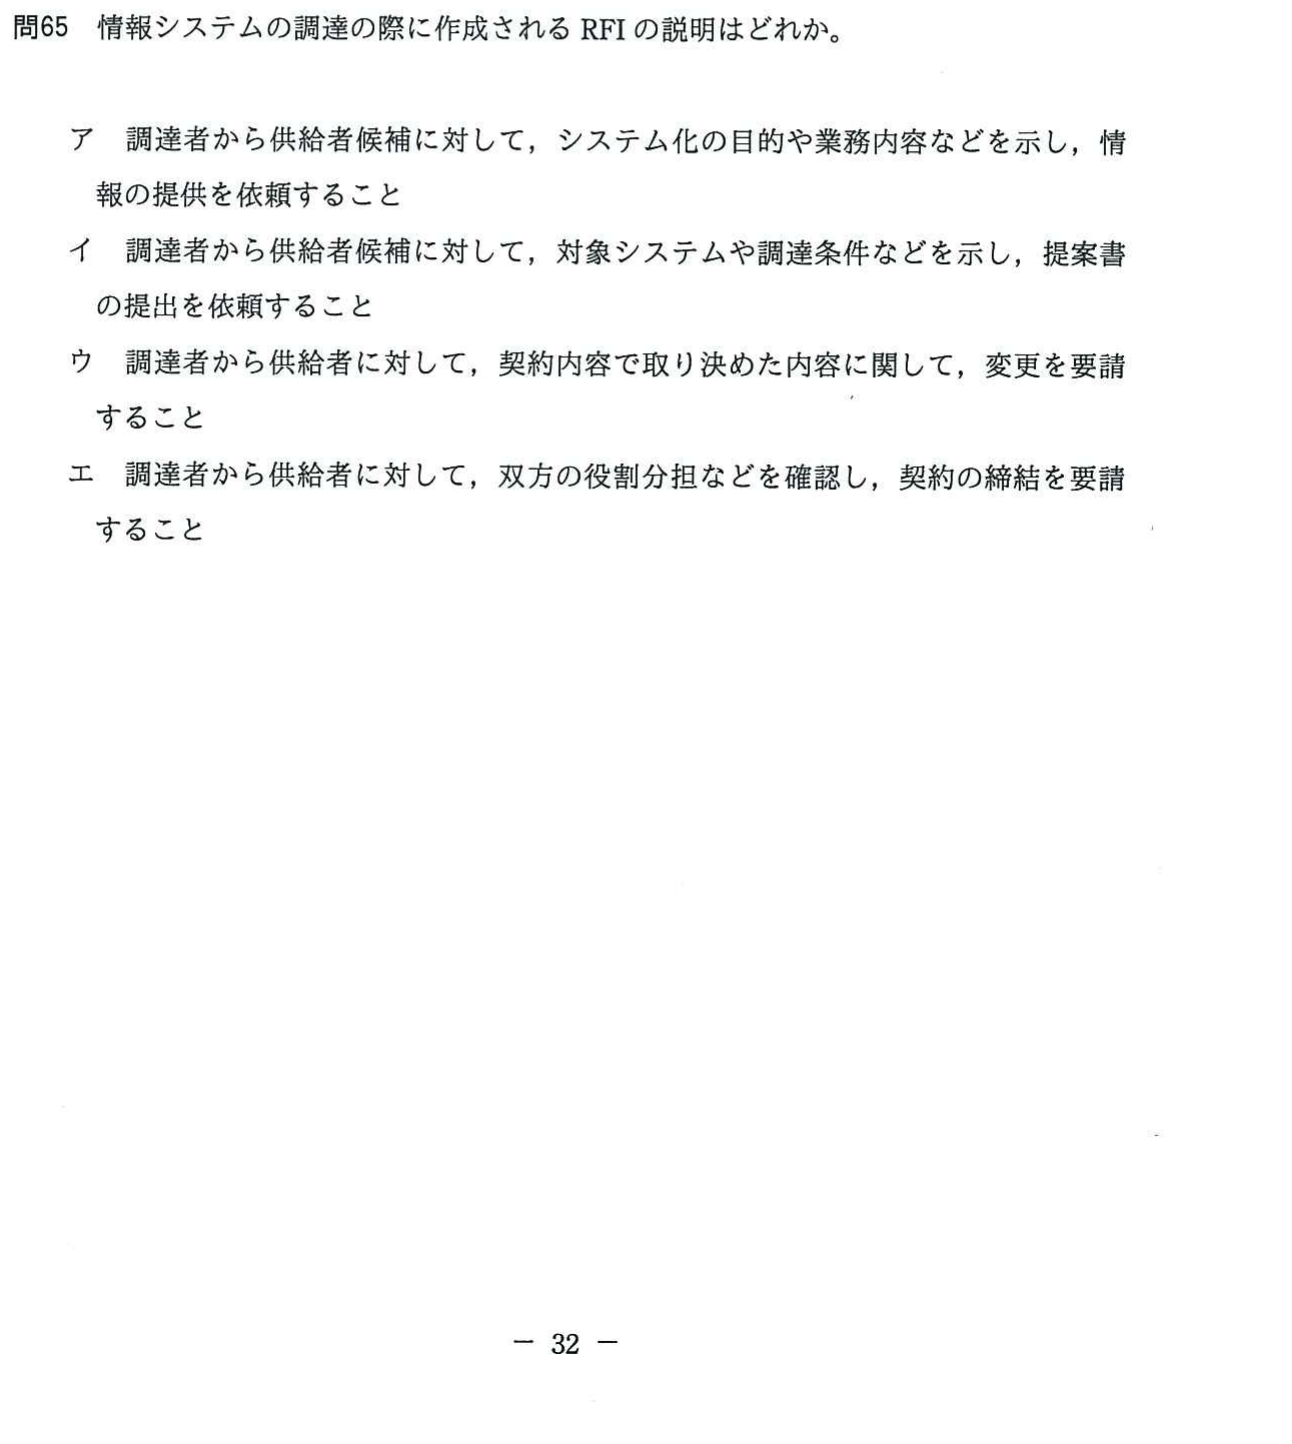 問65　情報システムの調達の際に作成される RFI の説明はどれか。
ア　調達者から供給者候補に対して，システム化の目的や業務内容などを示し，情
報の提供を依頼すること
イ　調達者から供給者候補に対して，対象システムや調達条件などを示し，提案書
の提出を依頼すること
ウ　調達者から供給者に対して，契約内容で取り決めた内容に関して，変更を要請
すること
エ　調達者から供給者に対して，双方の役割分担などを確認し，契約の締結を要請
すること
－ 32 －